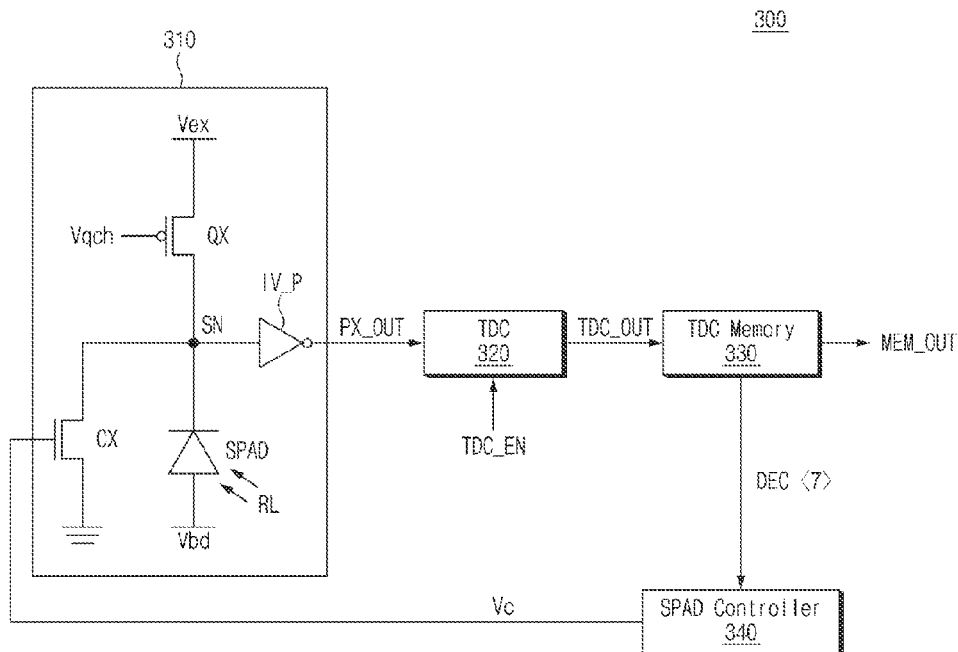 300
310
Vex
Vqch
QX
IV_P
SN
PX_OUT
TDC
320
TDC_OUT
TDC Memory
330
MEM_OUT
CX
SPAD
RL
TDC_EN
DEC <7>
Vbd
Vc
SPAD Controller
340